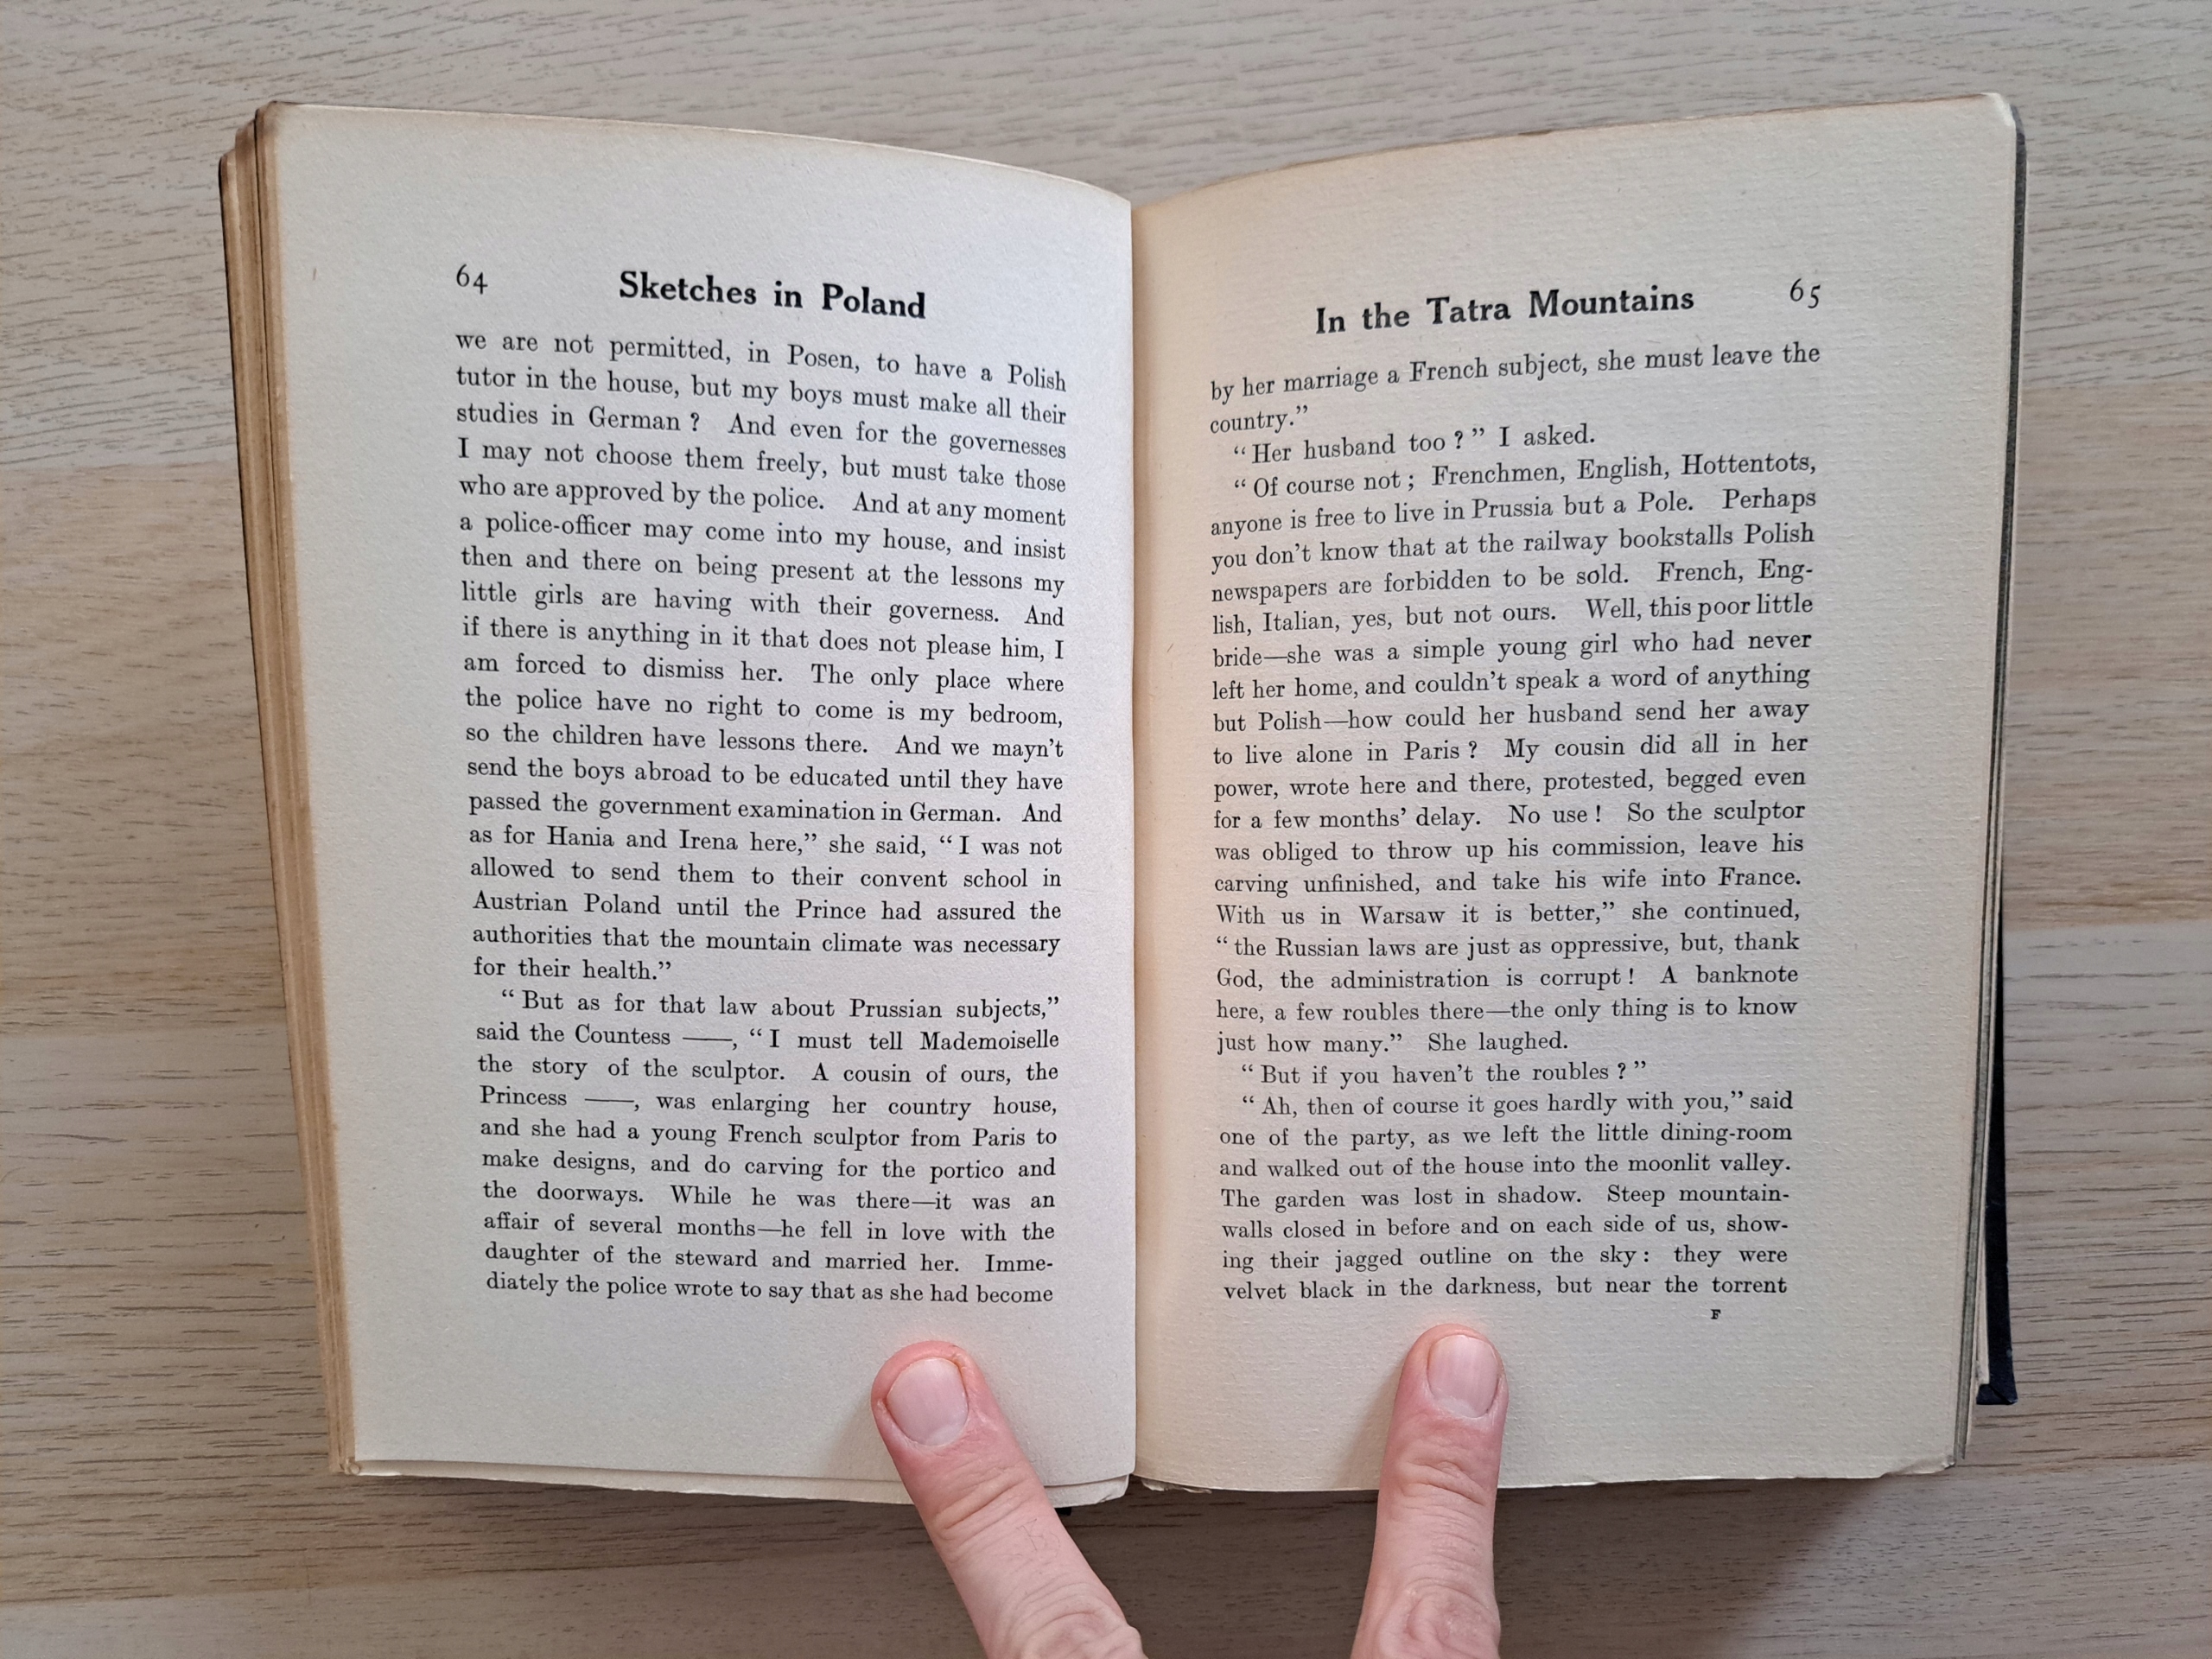 64
Sketches in Poland
we are not permitted, in Posen, to have a Polish
tutor in the house, but my boys must make all their
studies in German ? And even for the governesses
I may not choose them freely, but must take those
who are approved by the police. And at any moment
a police-officer may come into my house, and insist
then and there on being present at the lessons my
little girls are having with their governess. And
if there is anything in it that does not please him, I
am forced to dismiss her. The only place where
the police have no right to come is my bedroom,
so the children have lessons there. And we mayn’t
send the boys abroad to be educated until they have
passed the government examination in German. And
as for Hania and Irena here,” she said, “ I was not
allowed to send them to their convent school in
Austrian Poland until the Prince had assured the
authorities that the mountain climate was necessary
for their health.”
“ But as for that law about Prussian subjects,”
said the Countess ——, “ I must tell Mademoiselle
the story of the sculptor. A cousin of ours, the
Princess ——, was enlarging her country house,
and she had a young French sculptor from Paris to
make designs, and do carving for the portico and
the doorways. While he was there—it was an
affair of several months—he fell in love with the
daughter of the steward and married her. Imme-
diately the police wrote to say that as she had become
In the Tatra Mountains
65
by her marriage a French subject, she must leave the
country.”
“ Her husband too ? ” I asked.
“ Of course not ; Frenchmen, English, Hottentots,
anyone is free to live in Prussia but a Pole. Perhaps
you don’t know that at the railway bookstalls Polish
newspapers are forbidden to be sold. French, Eng-
lish, Italian, yes, but not ours. Well, this poor little
bride—she was a simple young girl who had never
left her home, and couldn’t speak a word of anything
but Polish—how could her husband send her away
to live alone in Paris ? My cousin did all in her
power, wrote here and there, protested, begged even
for a few months’ delay. No use ! So the sculptor
was obliged to throw up his commission, leave his
carving unfinished, and take his wife into France.
With us in Warsaw it is better,” she continued,
“ the Russian laws are just as oppressive, but, thank
God, the administration is corrupt ! A banknote
here, a few roubles there—the only thing is to know
just how many.” She laughed.
“ But if you haven’t the roubles ? ”
“ Ah, then of course it goes hardly with you,” said
one of the party, as we left the little dining-room
and walked out of the house into the moonlit valley.
The garden was lost in shadow. Steep mountain-
walls closed in before and on each side of us, show-
ing their jagged outline on the sky : they were
velvet black in the darkness, but near the torrent
F